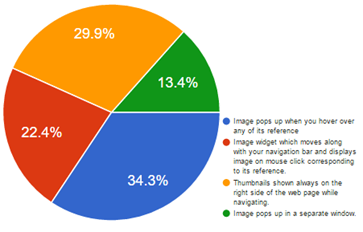 29.9%
13.4%
22.4%
34.3%
Image pops up when you hover over
any of its reference
Image widget which moves along
with your navigation bar and displays
image on mouse click corresponding
to its reference.
Thumbnails shown always on the
right side of the web page while
navigating.
Image pops up in a separate window.